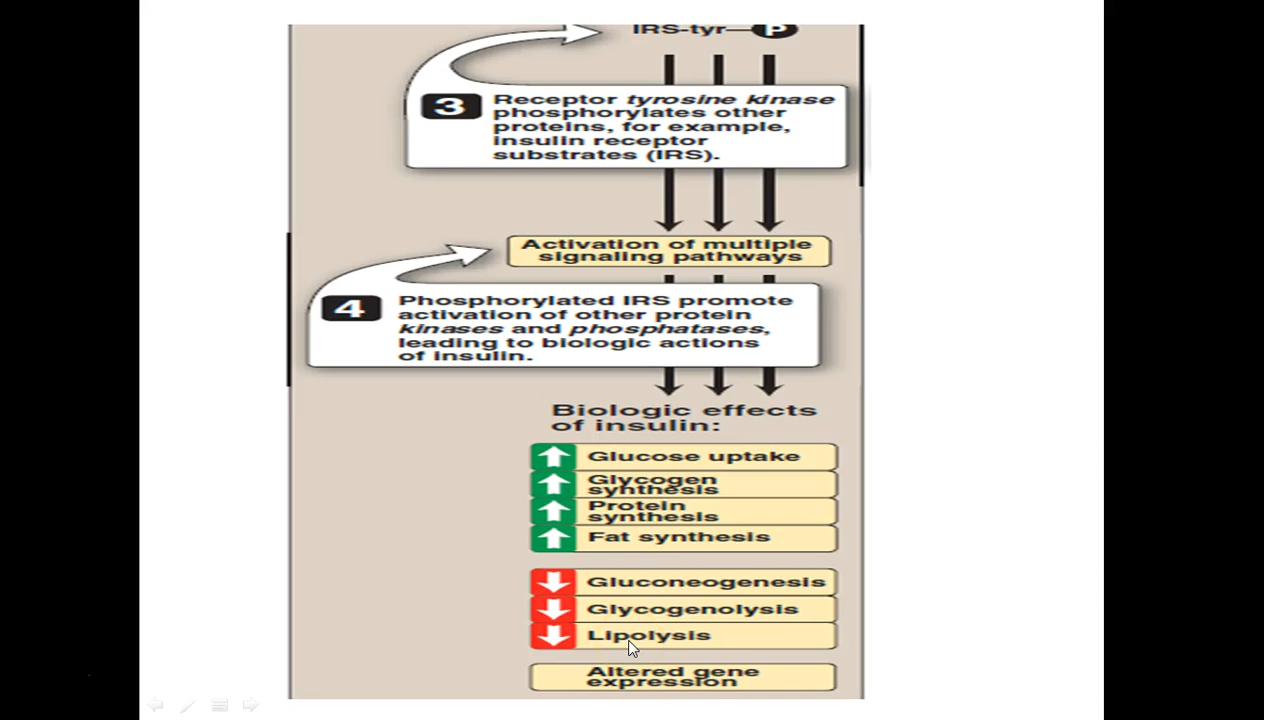 IRS-tyr—P
3
Receptor tyrosine kinase
phosphorylates other
proteins, for example,
insulin receptor
substrates (IRS).
Activation of multiple
signaling pathways
4
Phosphorylated IRS promote
activation of other protein
kinases and phosphatases,
leading to biologic actions
of insulin.
Biologic effects
of insulin:
Glucose uptake
Glycogen
synthesis
Protein
synthesis
Fat synthesis
Gluconeogenesis
Glycogenolysis
Lipolysis
Altered gene
expression